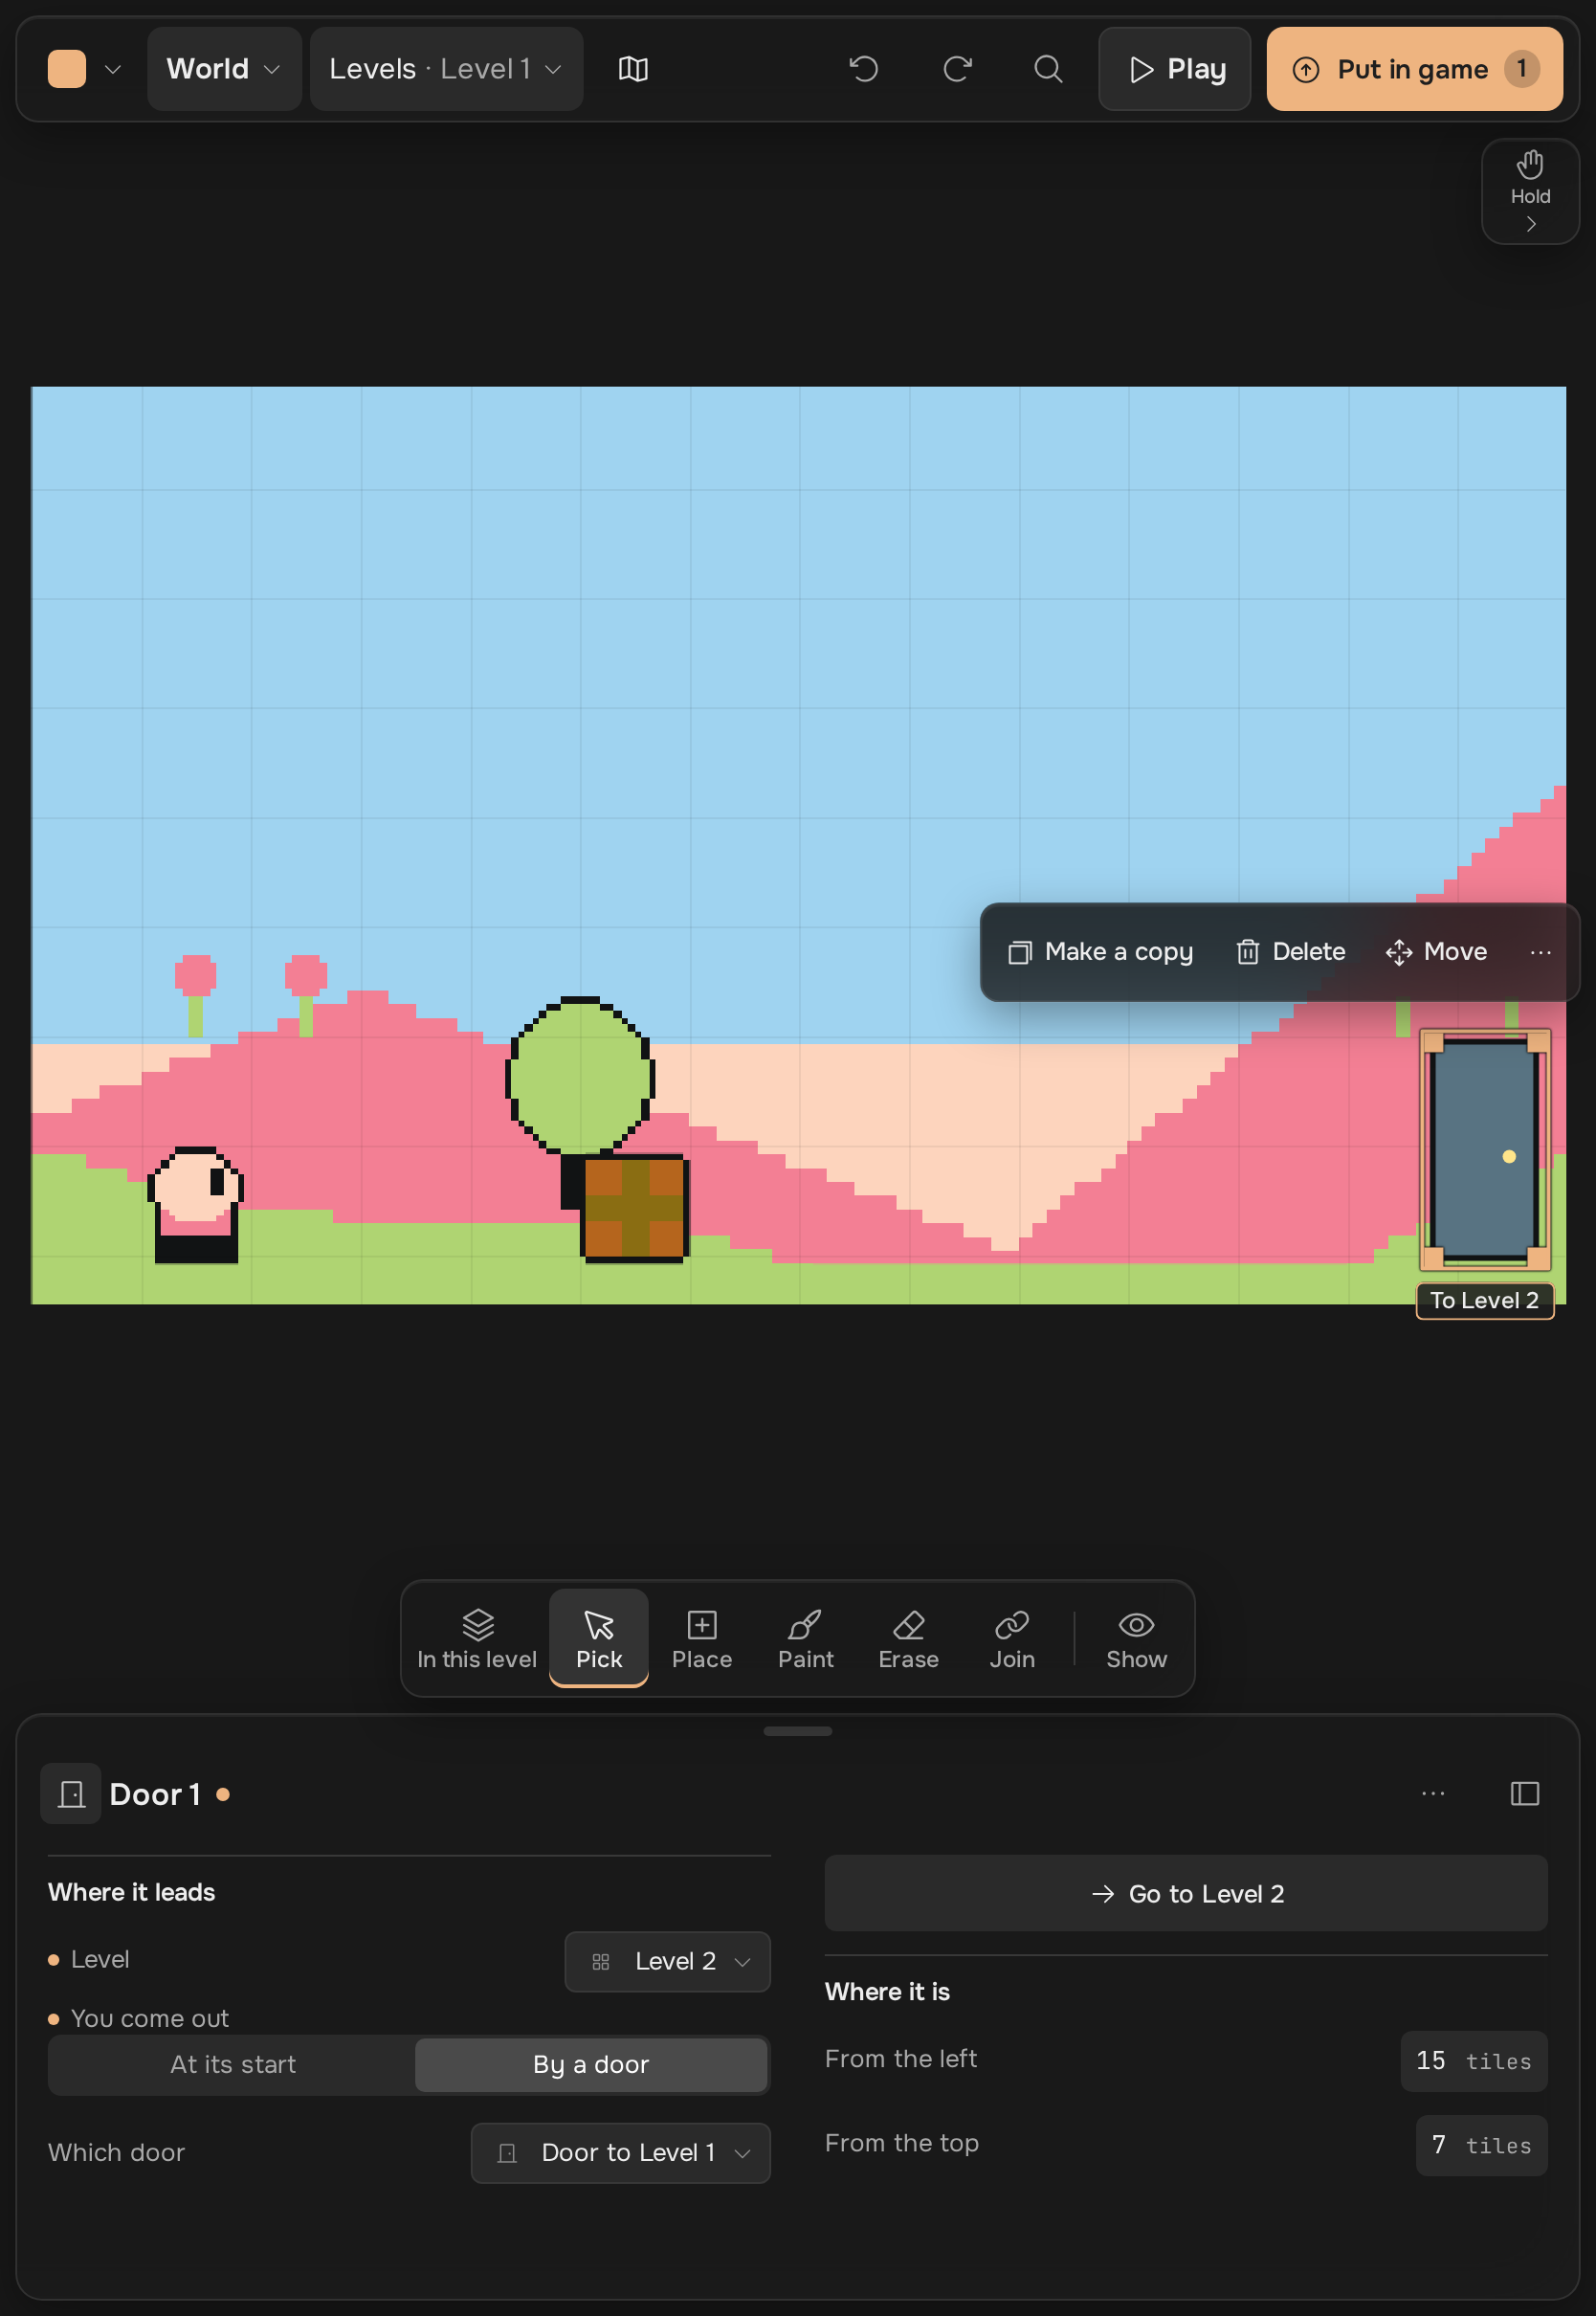 World
Levels · Level 1
Play
Put in game 1
Hold
Make a copy
Delete
Move
To Level 2
In this level
Pick
Place
Paint
Erase
Join
Show
Door 1
Where it leads
Level
Level 2
You come out
At its start
By a door
Which door
Door to Level 1
Go to Level 2
Where it is
From the left
15 tiles
From the top
7 tiles